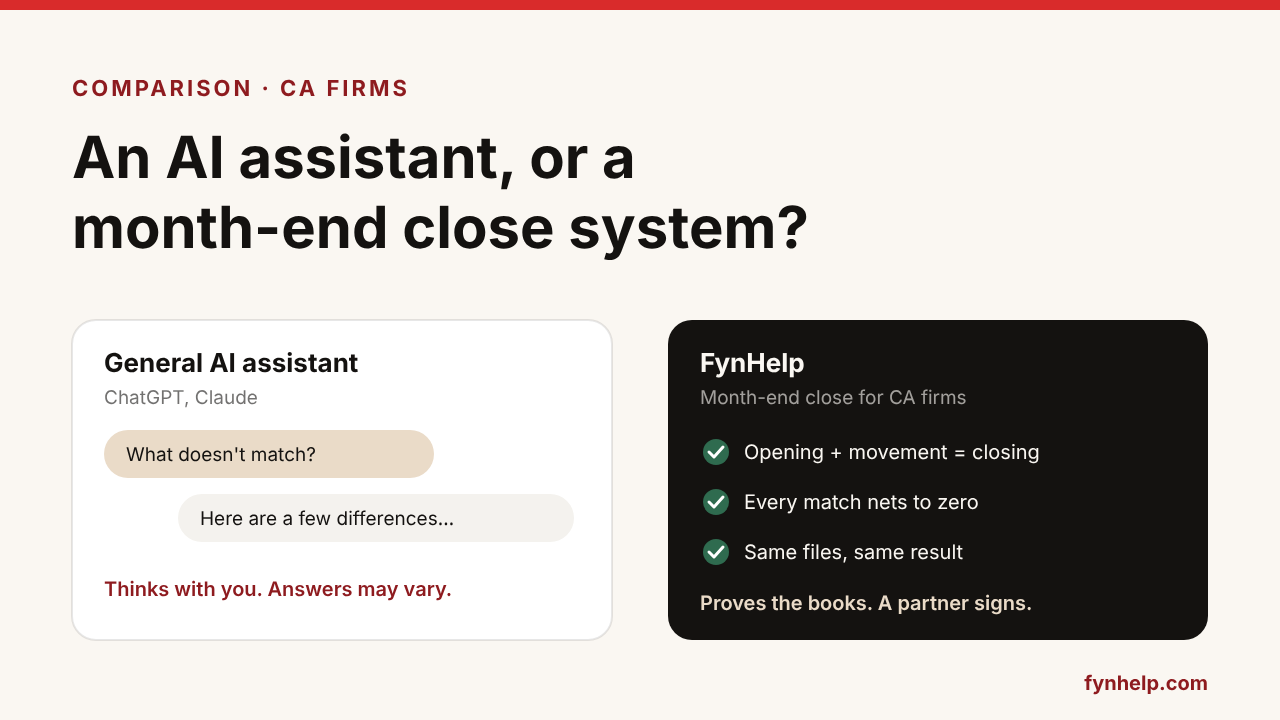 COMPARISON · CA FIRMS
An AI assistant, or a
month-end close system?
General AI assistant
ChatGPT, Claude
What doesn't match?
Here are a few differences...
Thinks with you. Answers may vary.
FynHelp
Month-end close for CA firms
Opening + movement = closing
Every match nets to zero
Same files, same result
Proves the books. A partner signs.
fynhelp.com